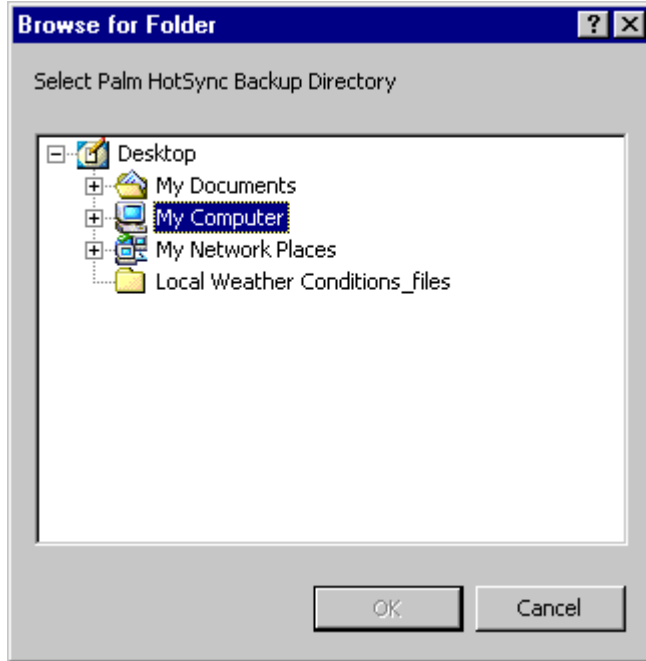 Browse for Folder
Select Palm HotSync Backup Directory
Desktop
My Documents
My Computer
My Network Places
Local Weather Conditions_files
OK Cancel